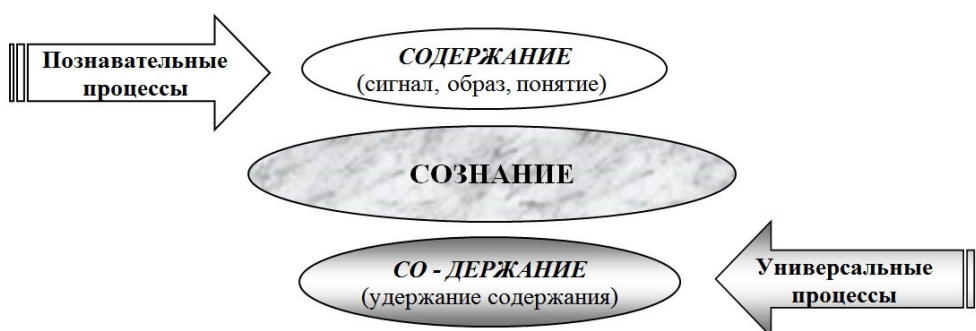 Познавательные
процессы
СОДЕРЖАНИЕ
(сигнал, образ, понятие)
СОЗНАНИЕ
СО - ДЕРЖАНИЕ
(удержание содержания)
Универсальные
процессы